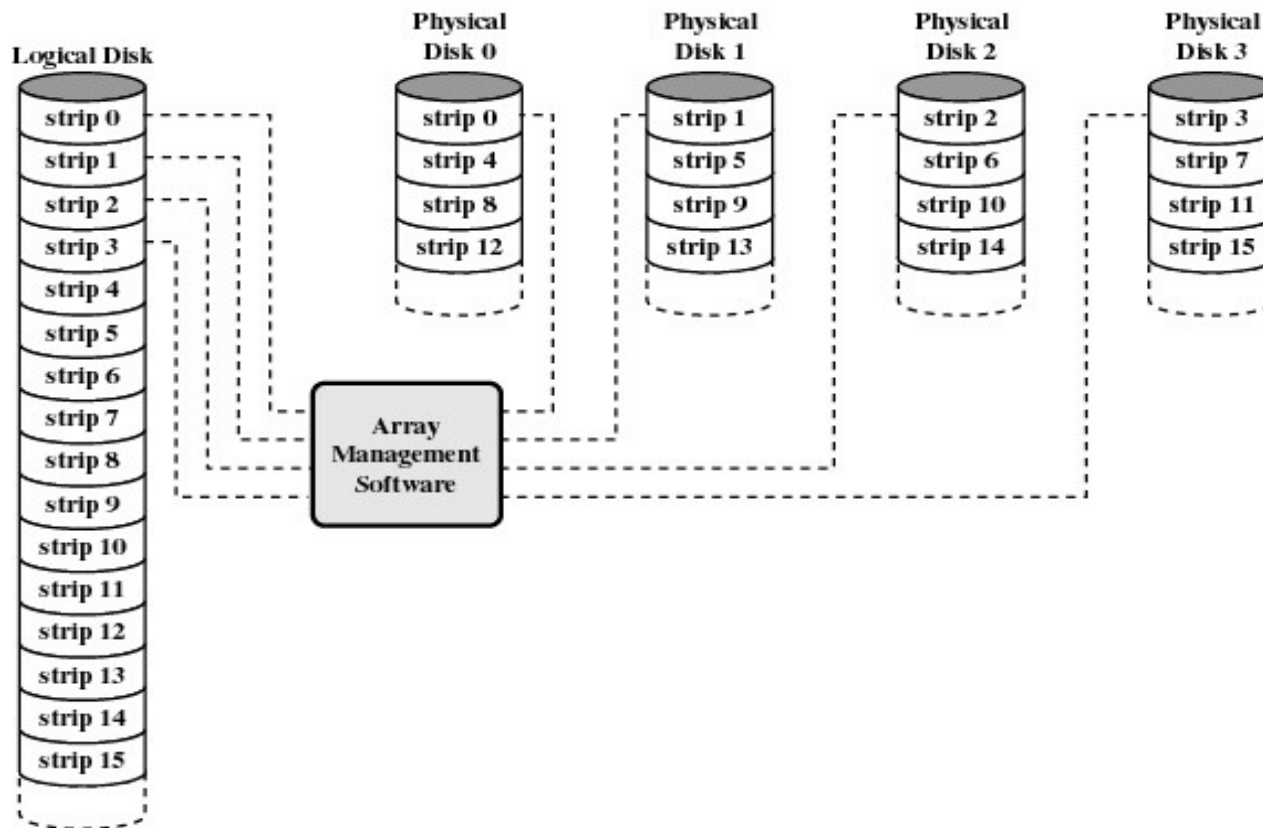 Logical Disk
strip 0
strip 1
strip 2
strip 3
strip 4
strip 5
strip 6
strip 7
strip 8
strip 9
strip 10
strip 11
strip 12
strip 13
strip 14
strip 15
Physical
Disk 0
strip 0
strip 4
strip 8
strip 12
Physical
Disk 1
strip 1
strip 5
strip 9
strip 13
Physical
Disk 2
strip 2
strip 6
strip 10
strip 14
Physical
Disk 3
strip 3
strip 7
strip 11
strip 15
Array
Management
Software